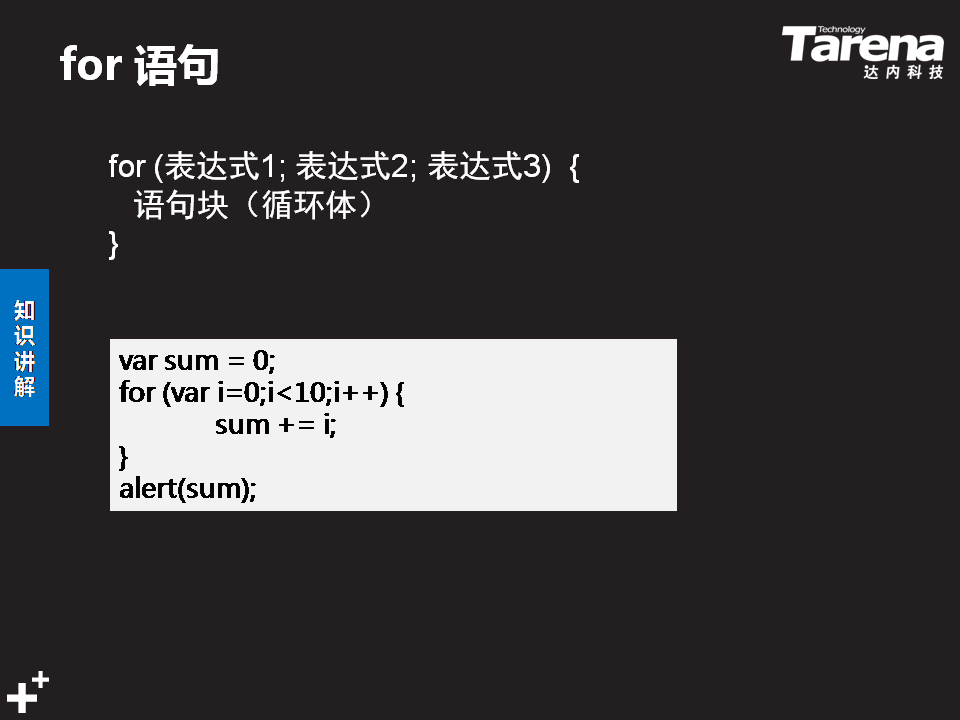 for 语句
Technology
Tarena
达内科技
for (表达式1; 表达式2; 表达式3) {
语句块（循环体）
}
知识讲解
var sum = 0;
for (var i=0;i<10;i++) {
sum += i;
}
alert(sum);